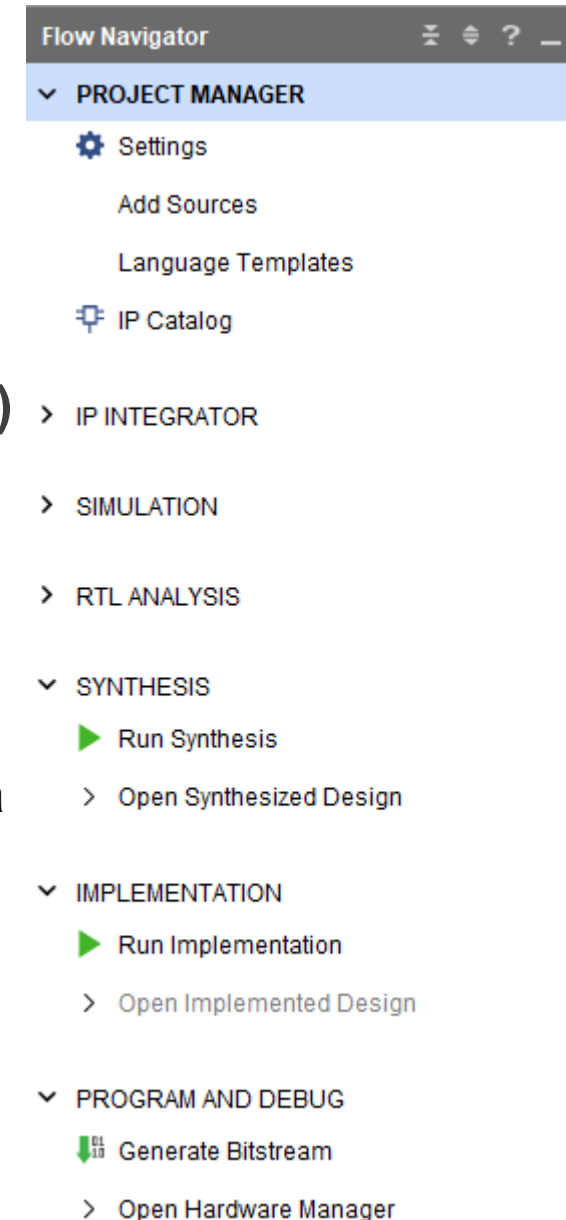 Flow Navigator ?
PROJECT MANAGER
Settings
Add Sources
Language Templates
IP Catalog
) IP INTEGRATOR
SIMULATION
RTL ANALYSIS
SYNTHESIS
Run Synthesis
Open Synthesized Design
IMPLEMENTATION
Run Implementation
Open Implemented Design
PROGRAM AND DEBUG
Generate Bitstream
Open Hardware Manager